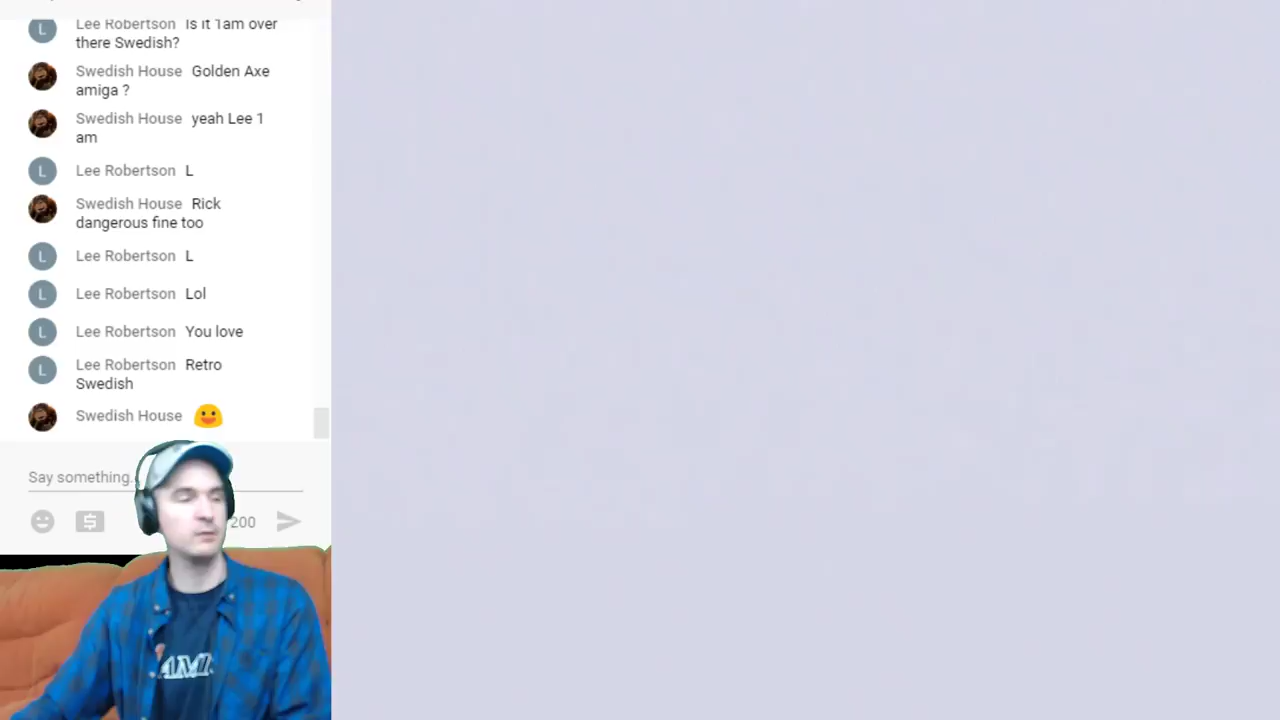 Lee Robertson Is it 1am over
there Swedish?
Swedish House Golden Axe
amiga ?
Swedish House yeah Lee 1
am
Lee Robertson L
Swedish House Rick
dangerous fine too
Lee Robertson L
Lee Robertson Lol
Lee Robertson You love
Lee Robertson Retro
Swedish
Swedish House
Say something...
200